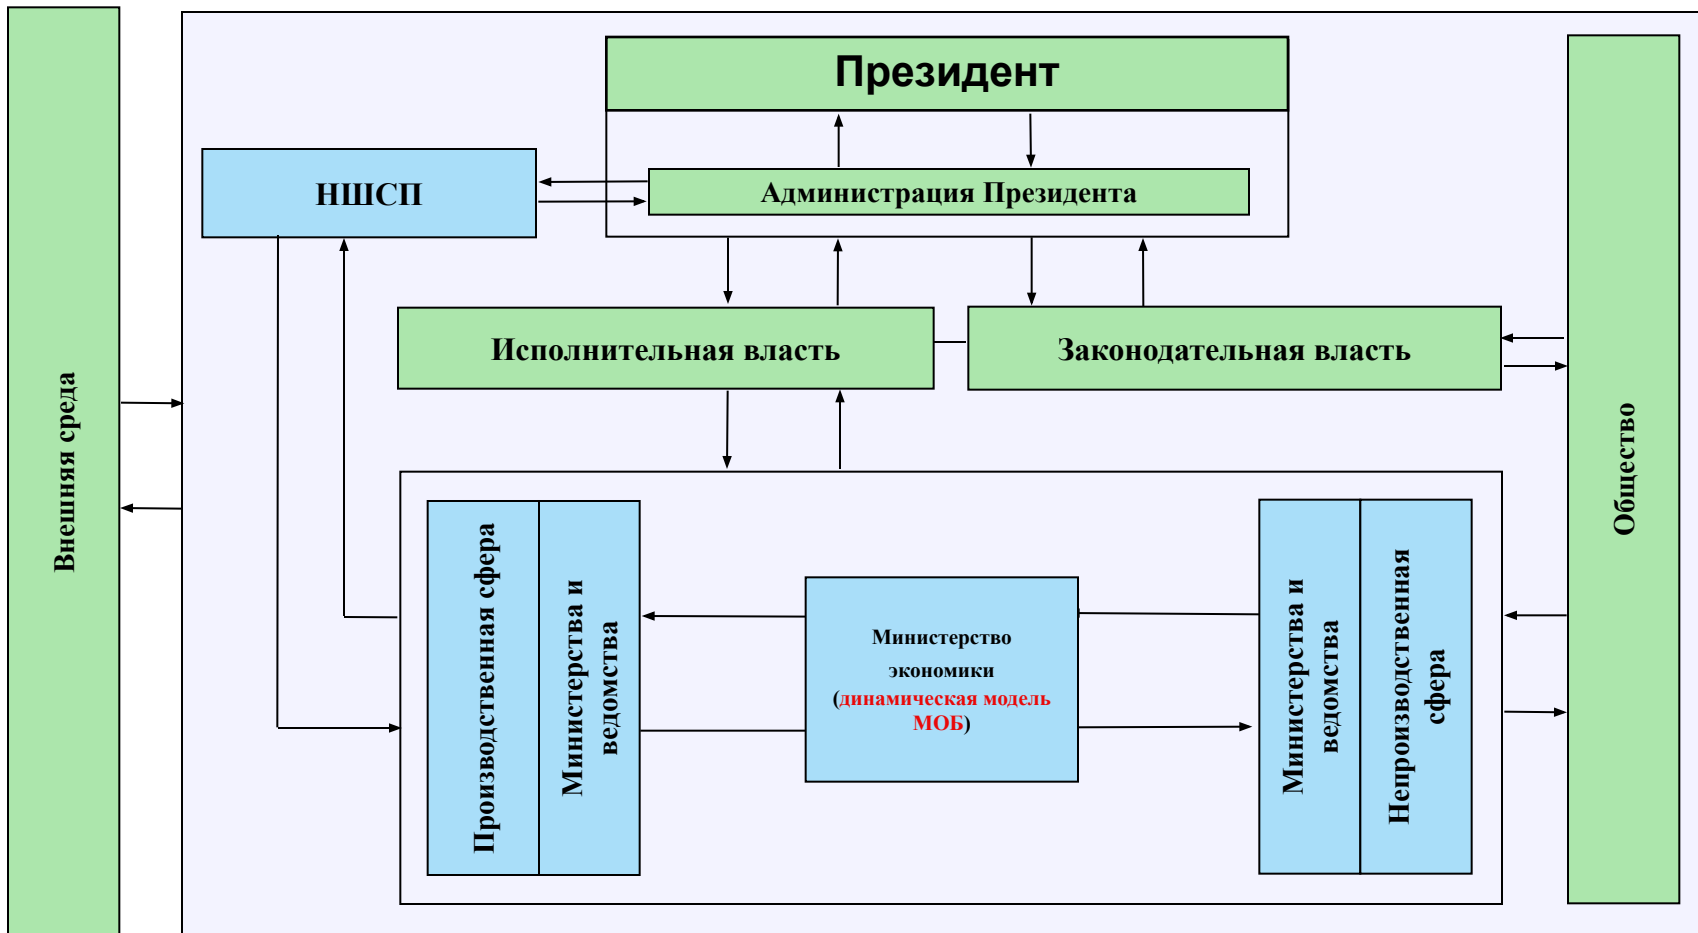 Президент
НШСП
Администрация Президента
Исполнительная власть
Законодательная власть
Внешняя среда
Общество
Производственная сфера
Министерства и
ведомства
Министерство
экономики
(динамическая модель
МОБ)
Министерства и
ведомства
Непроизводственная
сфера